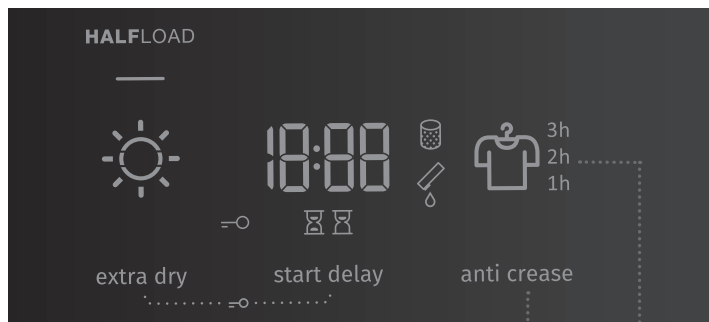 HALFLOAD
18:88
3h
2h
1h
extra dry
start delay
anti crease